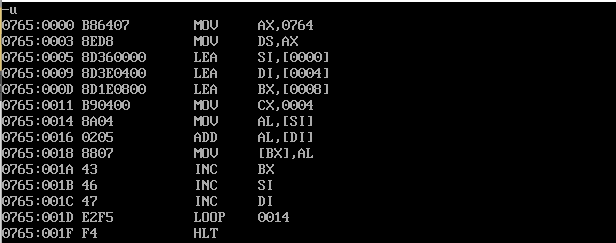 -u
0765:0000 B86407 MOV AX,0764
0765:0003 8ED8 MOV DS,AX
0765:0005 8D360000 LEA SI,[0000]
0765:0009 8D3E0400 LEA DI,[0004]
0765:000D 8D1E0800 LEA BX,[0008]
0765:0011 B90400 MOV CX,0004
0765:0014 8A04 MOV AL,[SI]
0765:0016 0205 ADD AL,[DI]
0765:0018 8807 MOV [BX],AL
0765:001A 43 INC BX
0765:001B 46 INC SI
0765:001C 47 INC DI
0765:001D E2F5 LOOP 0014
0765:001F F4 HLT